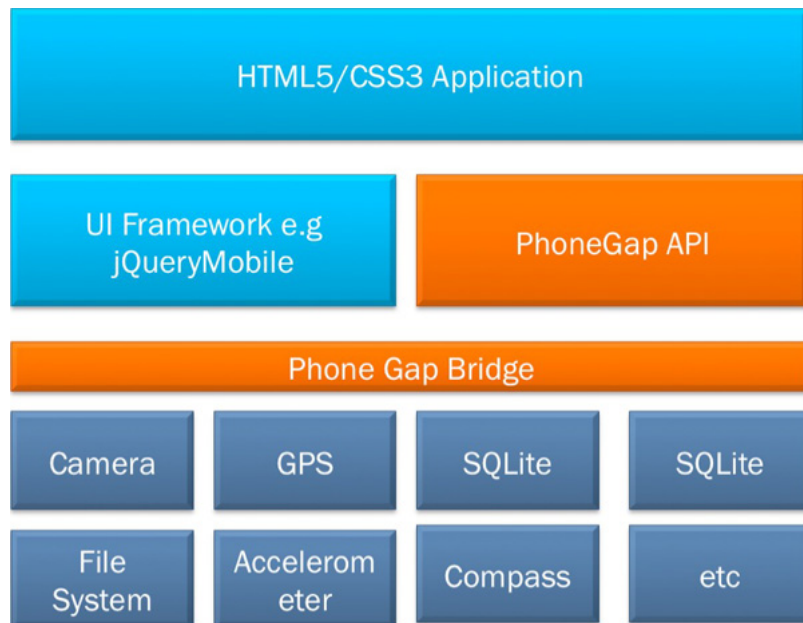 HTML5/CSS3 Application
UI Framework e.g
jQueryMobile
PhoneGap API
Phone Gap Bridge
Camera
GPS
SQLite
SQLite
File
System
Accelerom
eter
Compass
etc